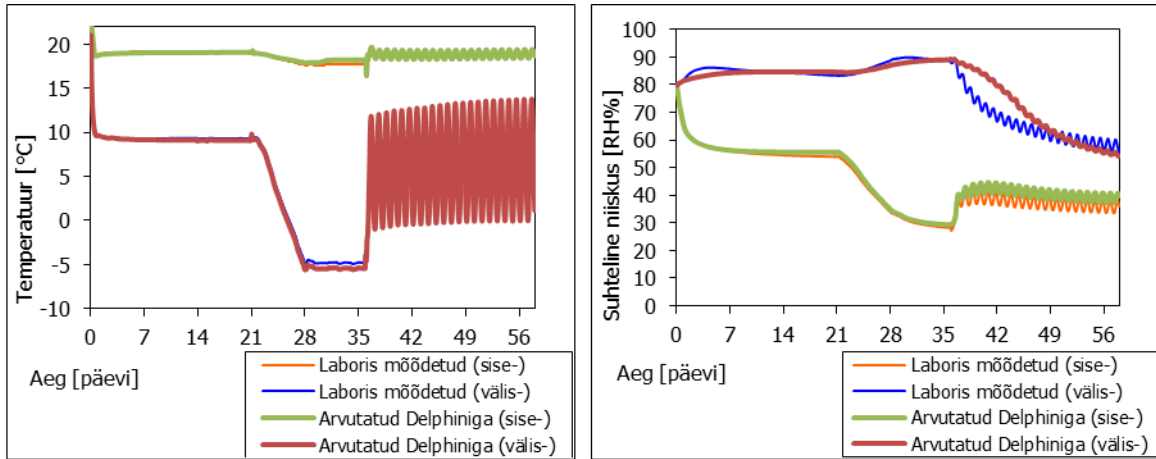 Temperatuur [°C]
20
15
10
5
0
-5
-10
0 7 14 21 28 35 42 49 56
Aeg [päevi]
Laboris mõõdetud (sise-)
Laboris mõõdetud (välis-)
Arvutatud Delphiniga (sise-)
Arvutatud Delphiniga (välis-)
Suhteline niiskus [RH%]
100
90
80
70
60
50
40
30
20
10
0
0 7 14 21 28 35 42 49 56
Aeg [päevi]
Laboris mõõdetud (sise-)
Laboris mõõdetud (välis-)
Arvutatud Delphiniga (sise-)
Arvutatud Delphiniga (välis-)